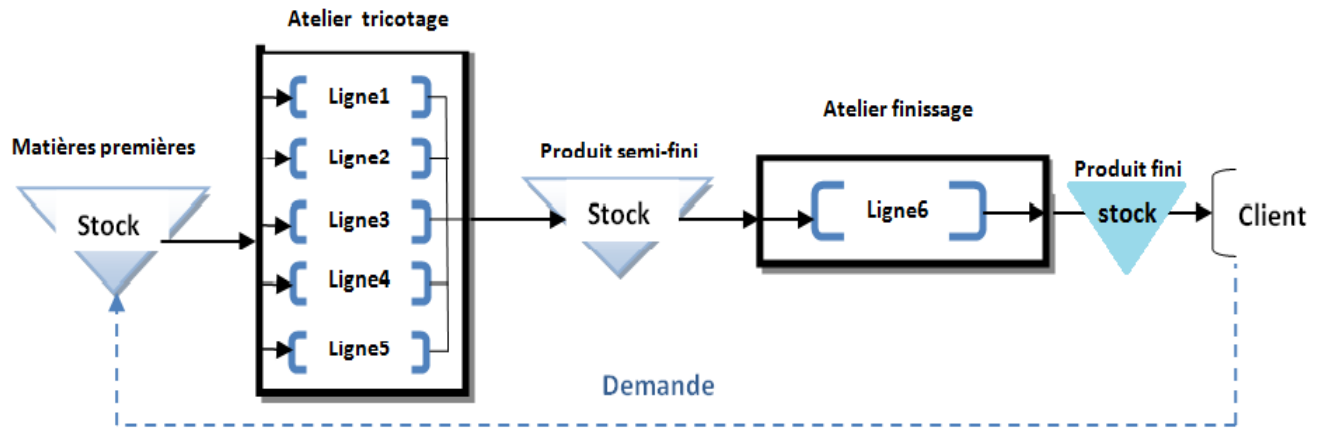 Atelier tricotage
Matières premières
Stock
Ligne1
Ligne2
Ligne3
Ligne4
Ligne5
Produit semi-fini
Stock
Atelier finissage
Ligne6
Produit fini
stock
Client
Demande